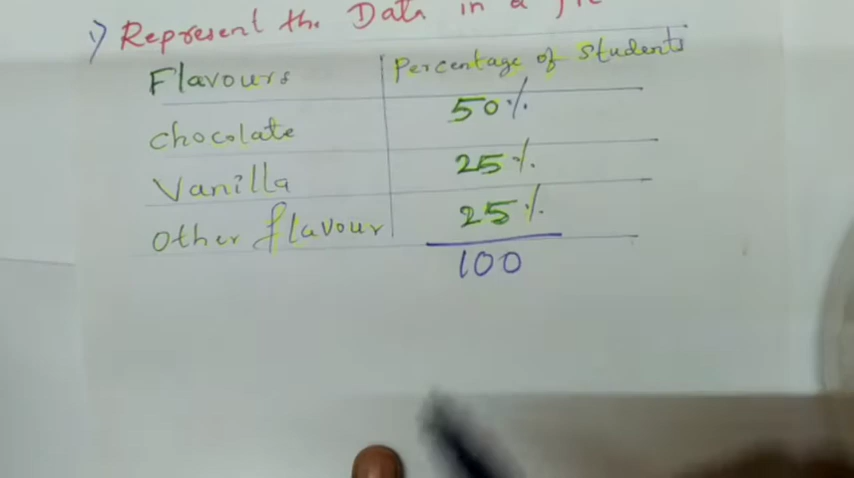 1) Represent the Data in a
Flavours Percentage of students
chocolate 50%
Vanilla 25%
Other flavour 25%
100